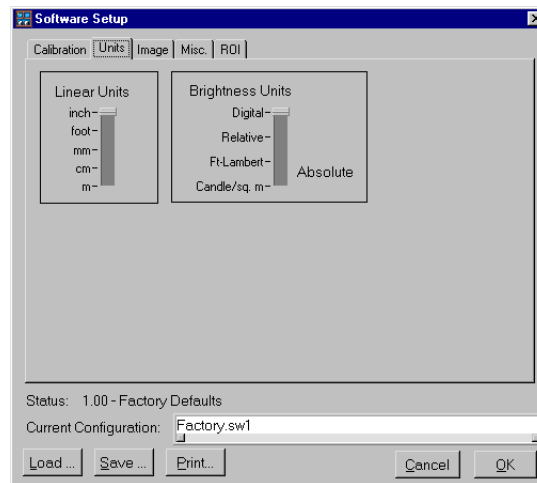 Software Setup
Calibration Units Image Misc. ROI
Linear Units
inch
foot
mm
cm
m
Brightness Units
Digital
Relative
Ft-Lambert
Candle/sq. m
Absolute
Status: 1.00 - Factory Defaults
Current Configuration: Factory.sw1
Load ... Save ... Print... Cancel OK